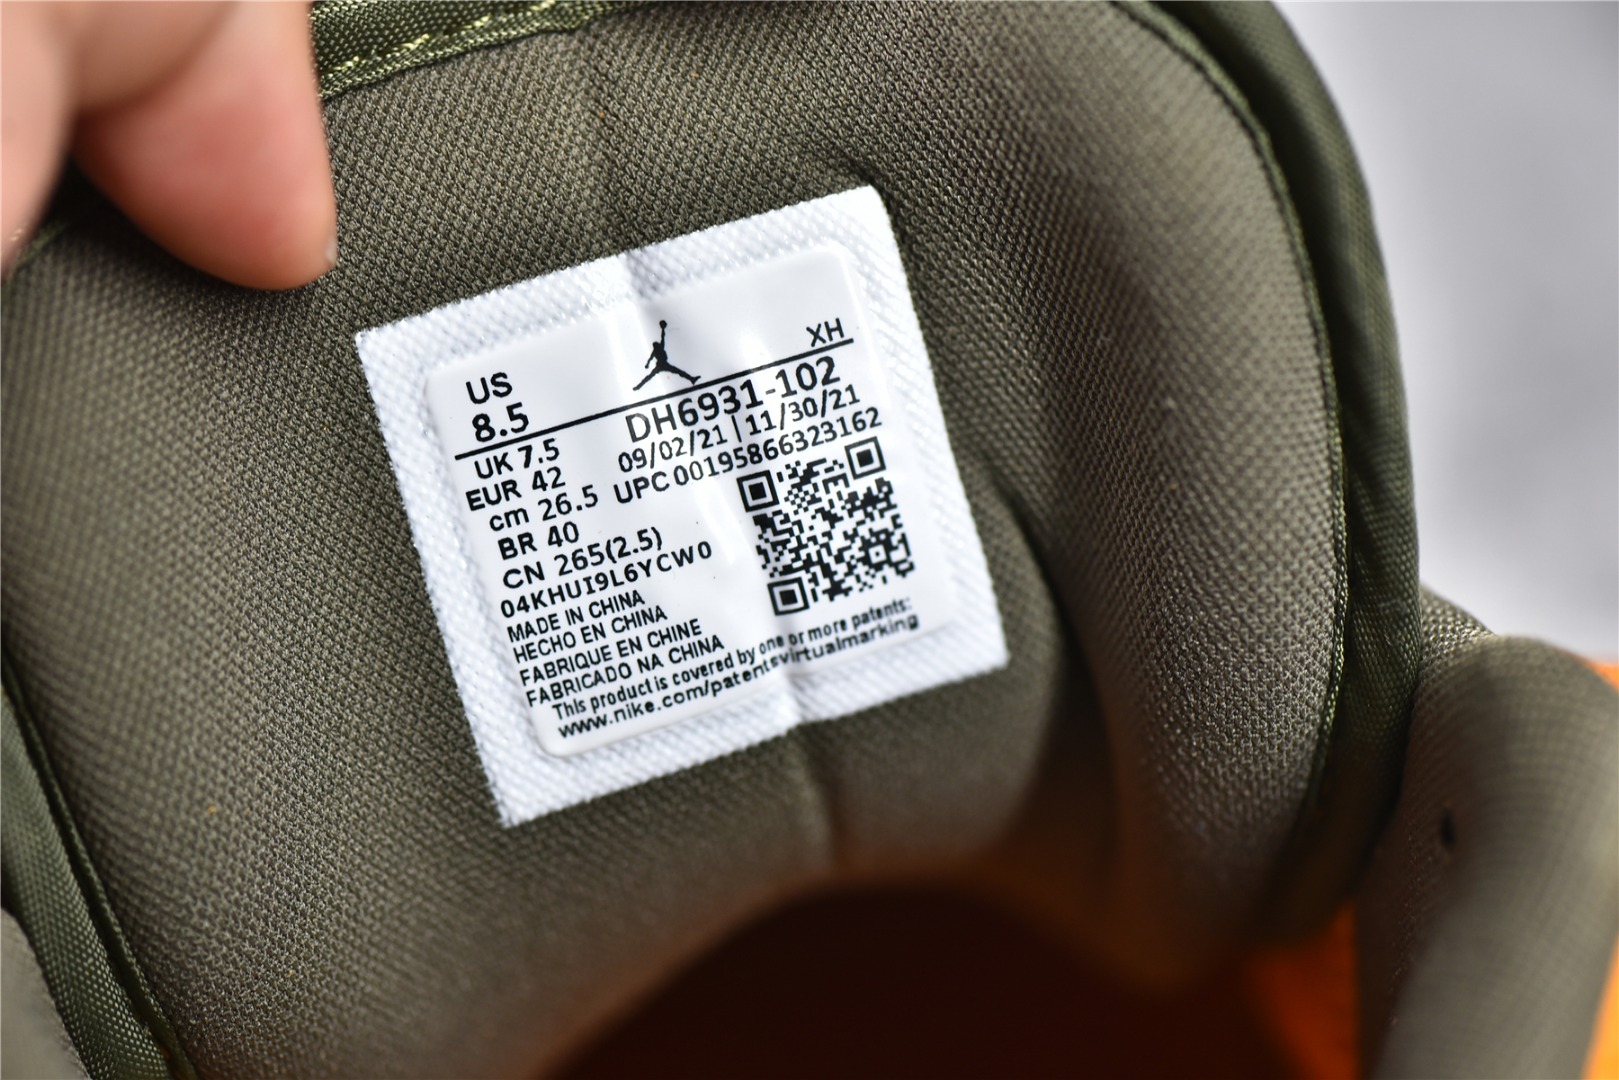 US
XH
8.5
DH6931-102
UK 7.5
09/02/21 | 11/30/21
EUR 42
UPC 00195866323162
cm 26.5
BR 40
CN 265(2.5)
04KHUI9L6YCW0
MADE IN CHINA
HECHO EN CHINA
FABRIQUE EN CHINE
FABRICADO NA CHINA
This product is covered by one or more patents:
www.nike.com/patentsvirtualmarking